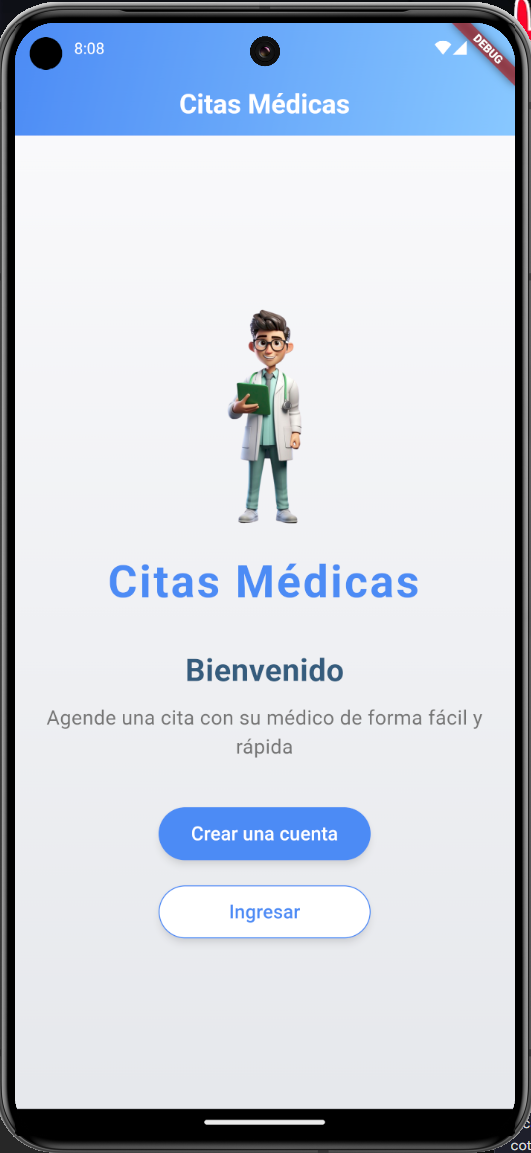 8:08
DEBUG
Citas Médicas
Citas Médicas
Bienvenido
Agende una cita con su médico de forma fácil y
rápida
Crear una cuenta
Ingresar
cot